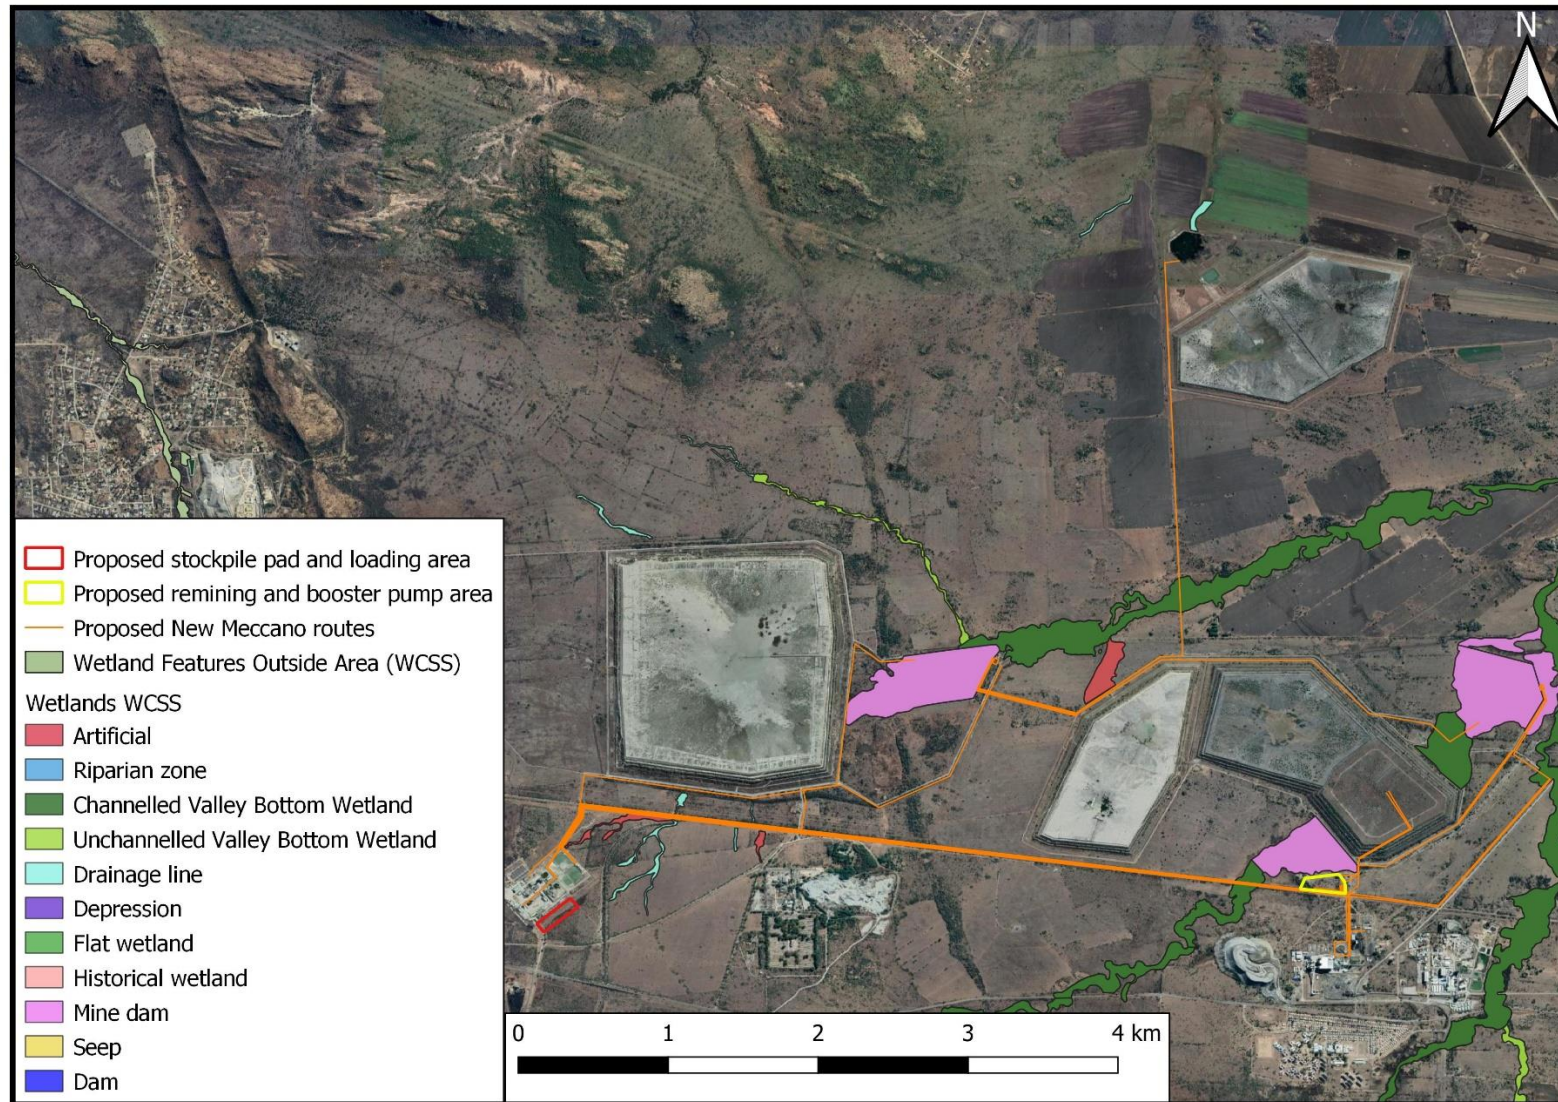 N
Proposed stockpile pad and loading area
Proposed remining and booster pump area
Proposed New Meccano routes
Wetland Features Outside Area (WCSS)
Wetlands WCSS
Artificial
Riparian zone
Channelled Valley Bottom Wetland
Unchannelled Valley Bottom Wetland
Drainage line
Depression
Flat wetland
Historical wetland
Mine dam
Seep
Dam
0 1 2 3 4 km